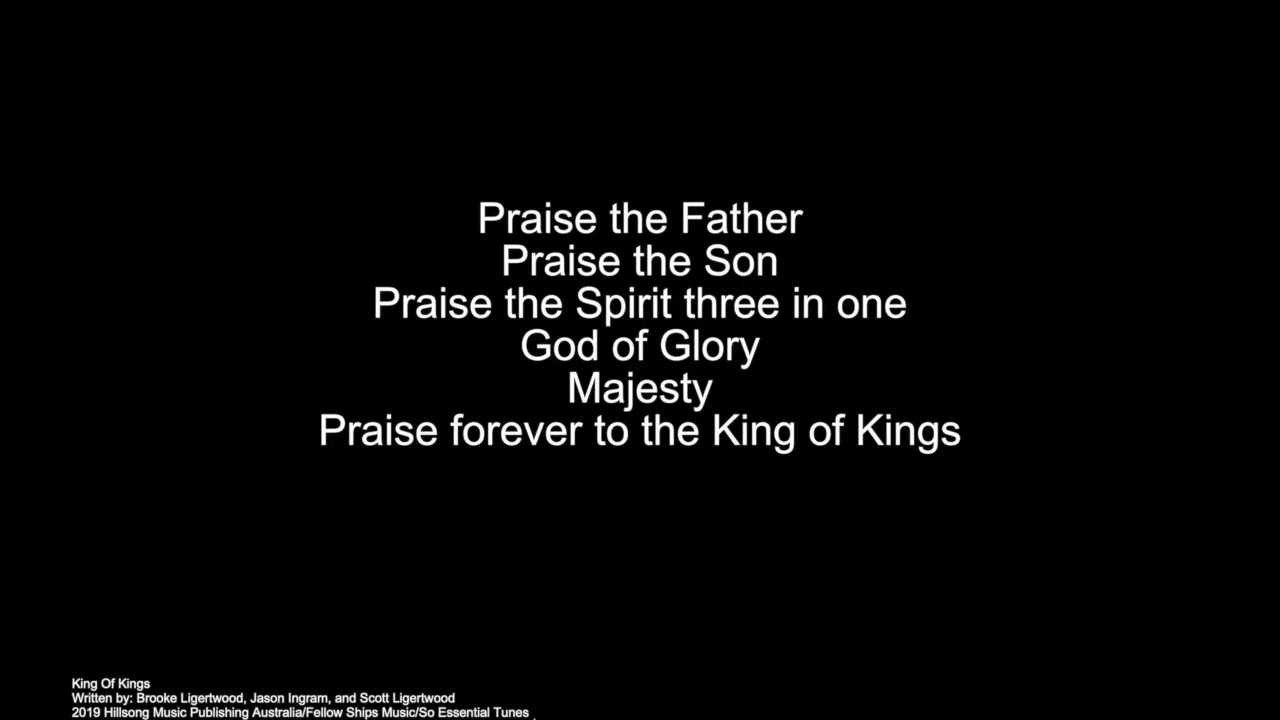 Praise the Father
Praise the Son
Praise the Spirit three in one
God of Glory
Majesty
Praise forever to the King of Kings
King Of Kings
Written by: Brooke Ligertwood, Jason Ingram, and Scott Ligertwood
2019 Hillsong Music Publishing Australia/Fellow Ships Music/So Essential Tunes